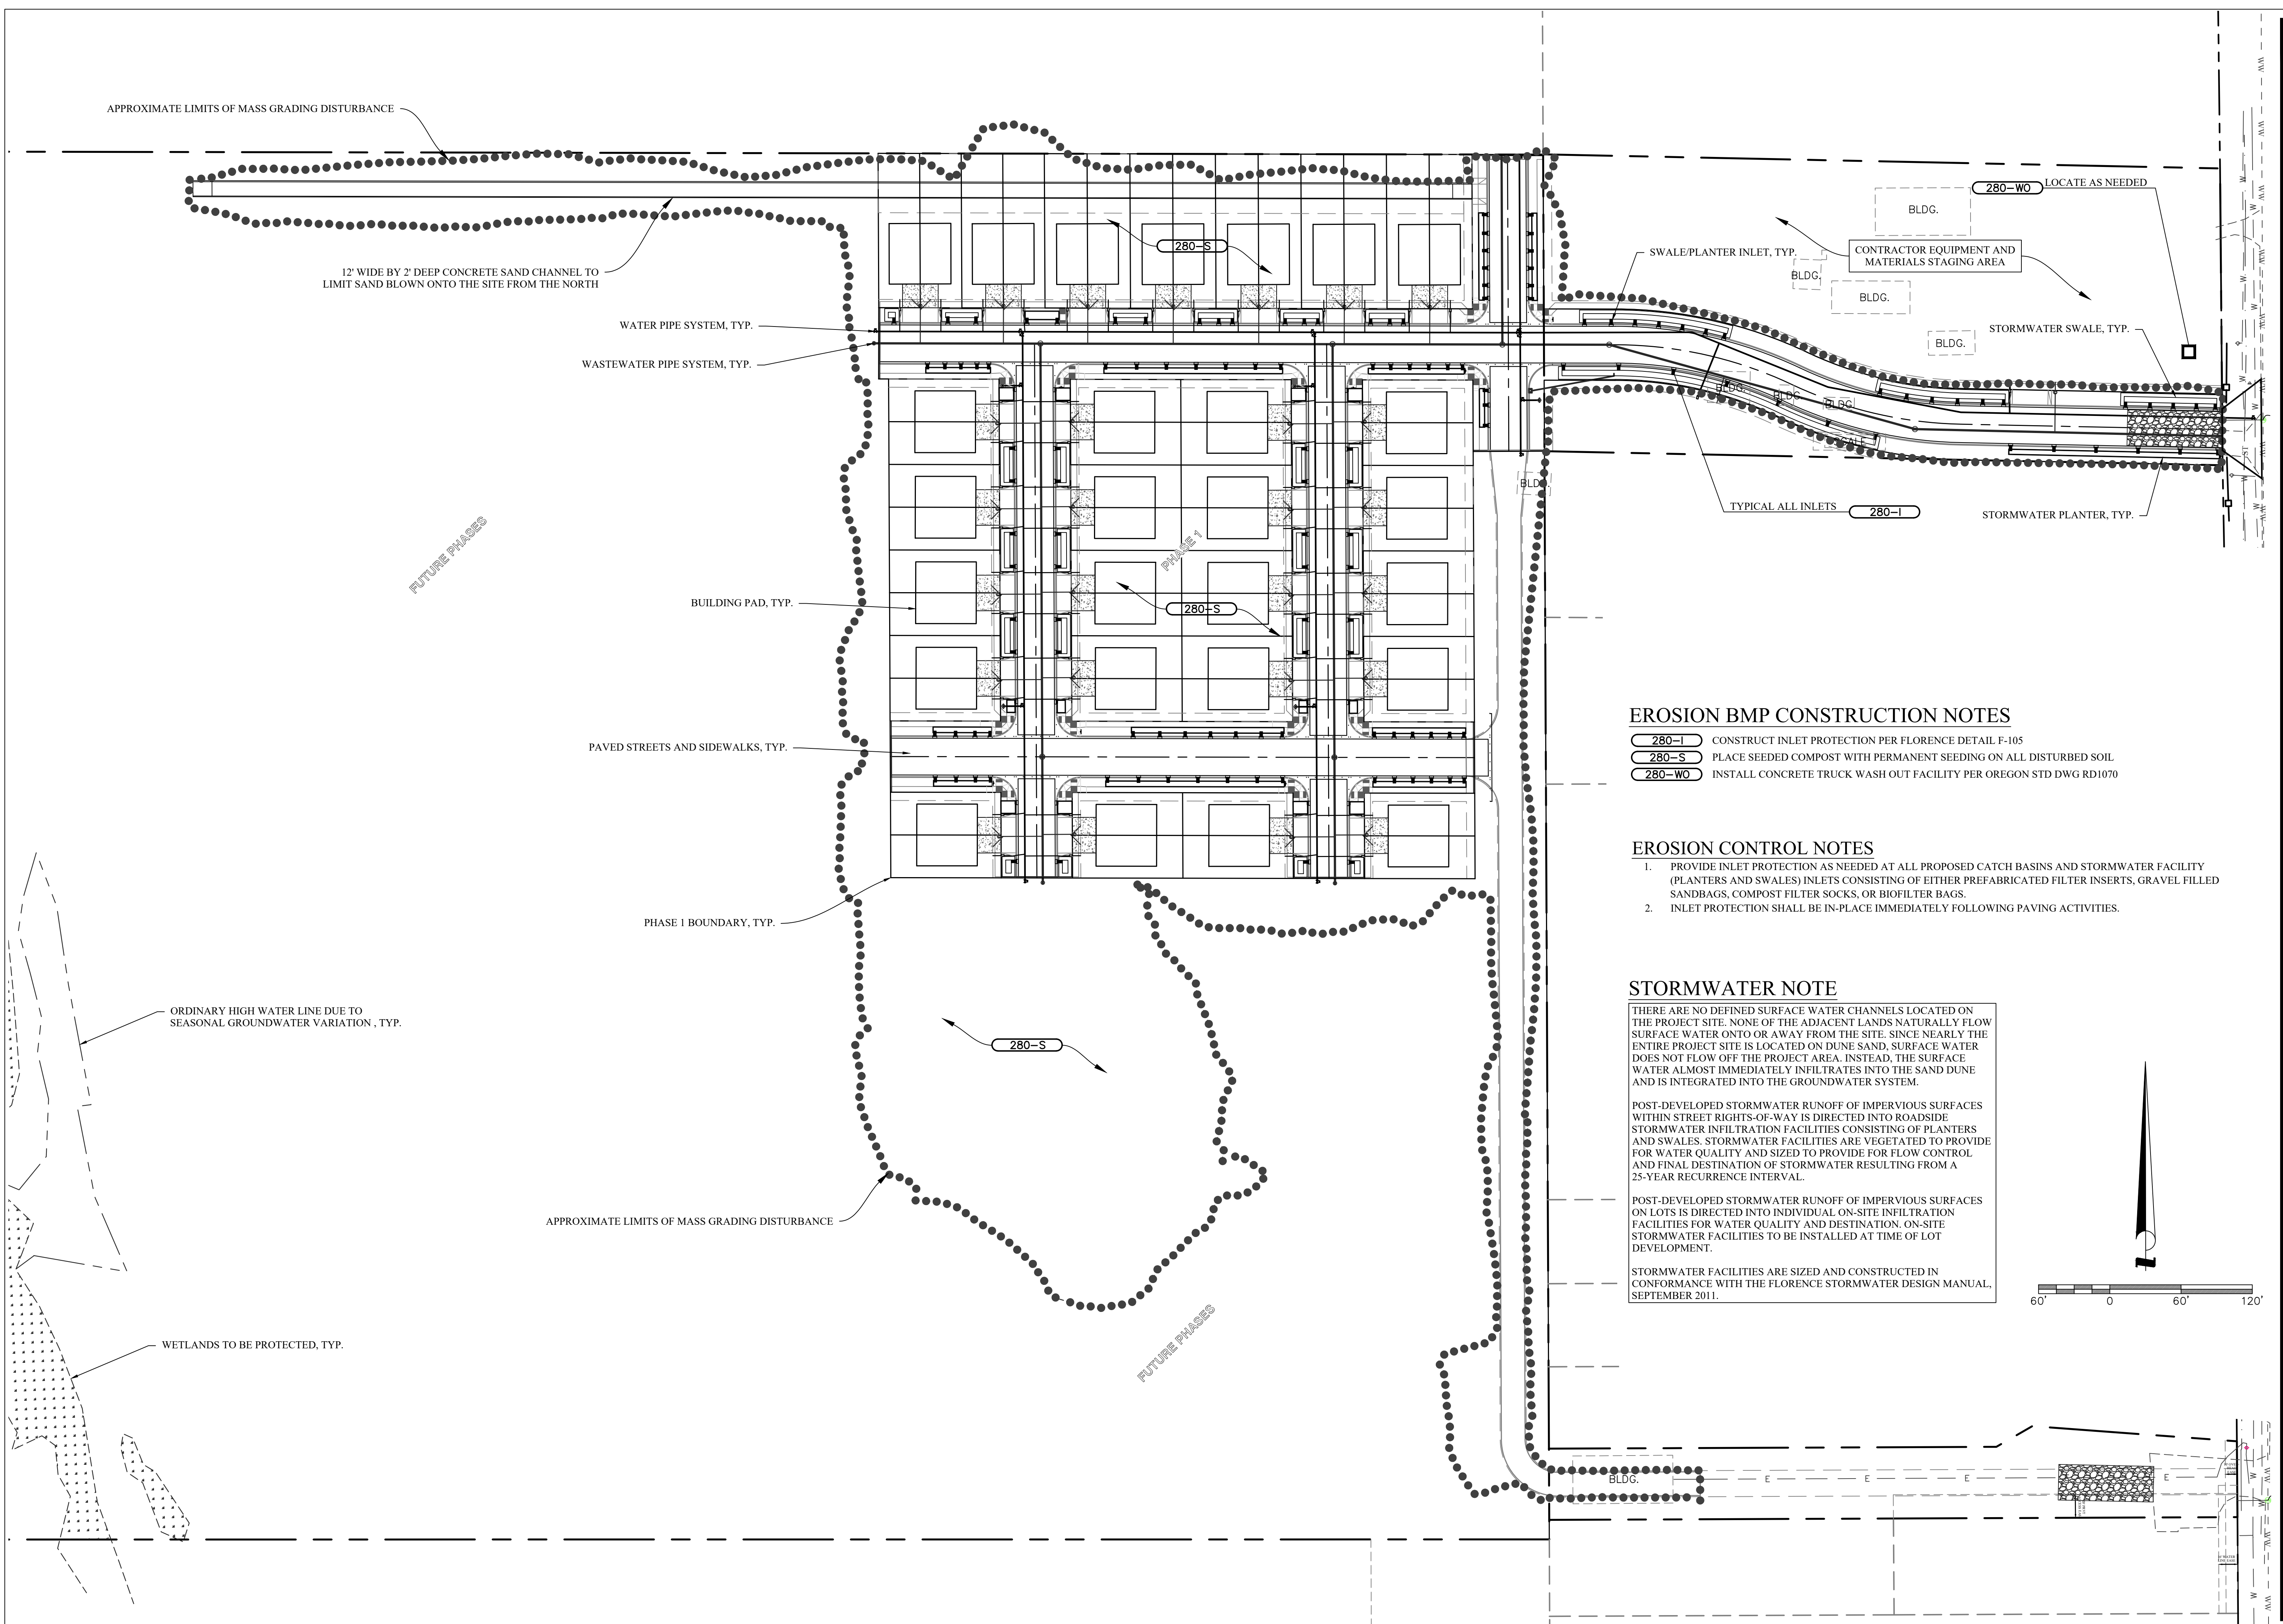 APPROXIMATE LIMITS OF MASS GRADING DISTURBANCE
12' WIDE BY 2' DEEP CONCRETE SAND CHANNEL TO
LIMIT SAND BLOWN ONTO THE SITE FROM THE NORTH
WATER PIPE SYSTEM, TYP.
WASTEWATER PIPE SYSTEM, TYP.
280-S
280-WO
LOCATE AS NEEDED
BLDG.
SWALE/PLANTER INLET, TYP.
CONTRACTOR EQUIPMENT AND
MATERIALS STAGING AREA
BLDG.
BLDG.
STORMWATER SWALE, TYP.
BLDG.
BLDG.
BLDG.
BLDG.
SCALE
BLDG.
TYPICAL ALL INLETS
280-I
STORMWATER PLANTER, TYP.
ST
FUTURE PHASES
PHASE 1
BUILDING PAD, TYP.
280-S
PAVED STREETS AND SIDEWALKS, TYP.
PHASE 1 BOUNDARY, TYP.
EROSION BMP CONSTRUCTION NOTES
280-I CONSTRUCT INLET PROTECTION PER FLORENCE DETAIL F-105
280-S PLACE SEEDED COMPOST WITH PERMANENT SEEDING ON ALL DISTURBED SOIL
280-WO INSTALL CONCRETE TRUCK WASH OUT FACILITY PER OREGON STD DWG RD1070
EROSION CONTROL NOTES
1. PROVIDE INLET PROTECTION AS NEEDED AT ALL PROPOSED CATCH BASINS AND STORMWATER FACILITY
(PLANTERS AND SWALES) INLETS CONSISTING OF EITHER PREFABRICATED FILTER INSERTS, GRAVEL FILLED
SANDBAGS, COMPOST FILTER SOCKS, OR BIOFILTER BAGS.
2. INLET PROTECTION SHALL BE IN-PLACE IMMEDIATELY FOLLOWING PAVING ACTIVITIES.
ORDINARY HIGH WATER LINE DUE TO
SEASONAL GROUNDWATER VARIATION , TYP.
280-S
APPROXIMATE LIMITS OF MASS GRADING DISTURBANCE
WETLANDS TO BE PROTECTED, TYP.
FUTURE PHASES
STORMWATER NOTE
THERE ARE NO DEFINED SURFACE WATER CHANNELS LOCATED ON
THE PROJECT SITE. NONE OF THE ADJACENT LANDS NATURALLY FLOW
SURFACE WATER ONTO OR AWAY FROM THE SITE. SINCE NEARLY THE
ENTIRE PROJECT SITE IS LOCATED ON DUNE SAND, SURFACE WATER
DOES NOT FLOW OFF THE PROJECT AREA. INSTEAD, THE SURFACE
WATER ALMOST IMMEDIATELY INFILTRATES INTO THE SAND DUNE
AND IS INTEGRATED INTO THE GROUNDWATER SYSTEM.
POST-DEVELOPED STORMWATER RUNOFF OF IMPERVIOUS SURFACES
WITHIN STREET RIGHTS-OF-WAY IS DIRECTED INTO ROADSIDE
STORMWATER INFILTRATION FACILITIES CONSISTING OF PLANTERS
AND SWALES. STORMWATER FACILITIES ARE VEGETATED TO PROVIDE
FOR WATER QUALITY AND SIZED TO PROVIDE FOR FLOW CONTROL
AND FINAL DESTINATION OF STORMWATER RESULTING FROM A
25-YEAR RECURRENCE INTERVAL.
POST-DEVELOPED STORMWATER RUNOFF OF IMPERVIOUS SURFACES
ON LOTS IS DIRECTED INTO INDIVIDUAL ON-SITE INFILTRATION
FACILITIES FOR WATER QUALITY AND DESTINATION. ON-SITE
STORMWATER FACILITIES TO BE INSTALLED AT TIME OF LOT
DEVELOPMENT.
STORMWATER FACILITIES ARE SIZED AND CONSTRUCTED IN
CONFORMANCE WITH THE FLORENCE STORMWATER DESIGN MANUAL,
SEPTEMBER 2011.
n
60' 0 60' 120'
BLDG.
E E E E